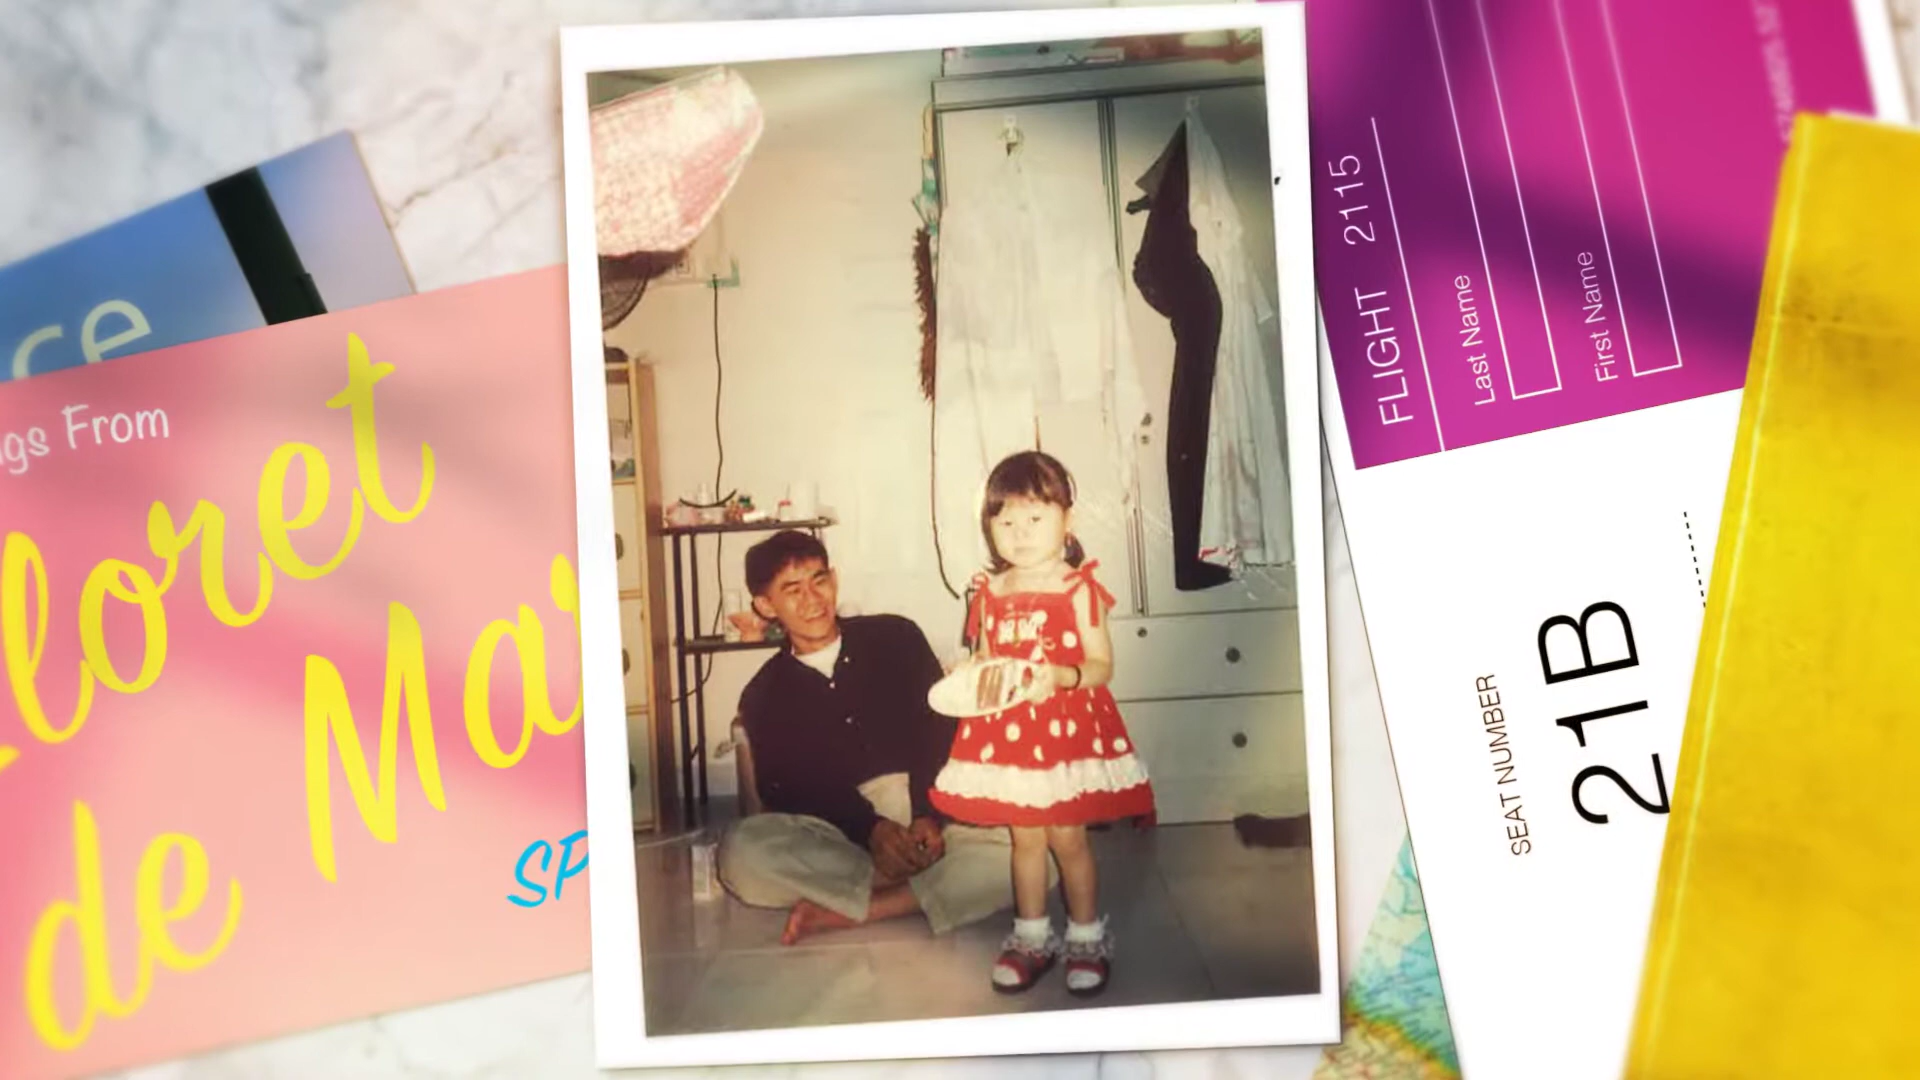 ce
gs From
loret
de Ma
SP
FLIGHT 2115
Last Name
First Name
SEAT NUMBER
21B